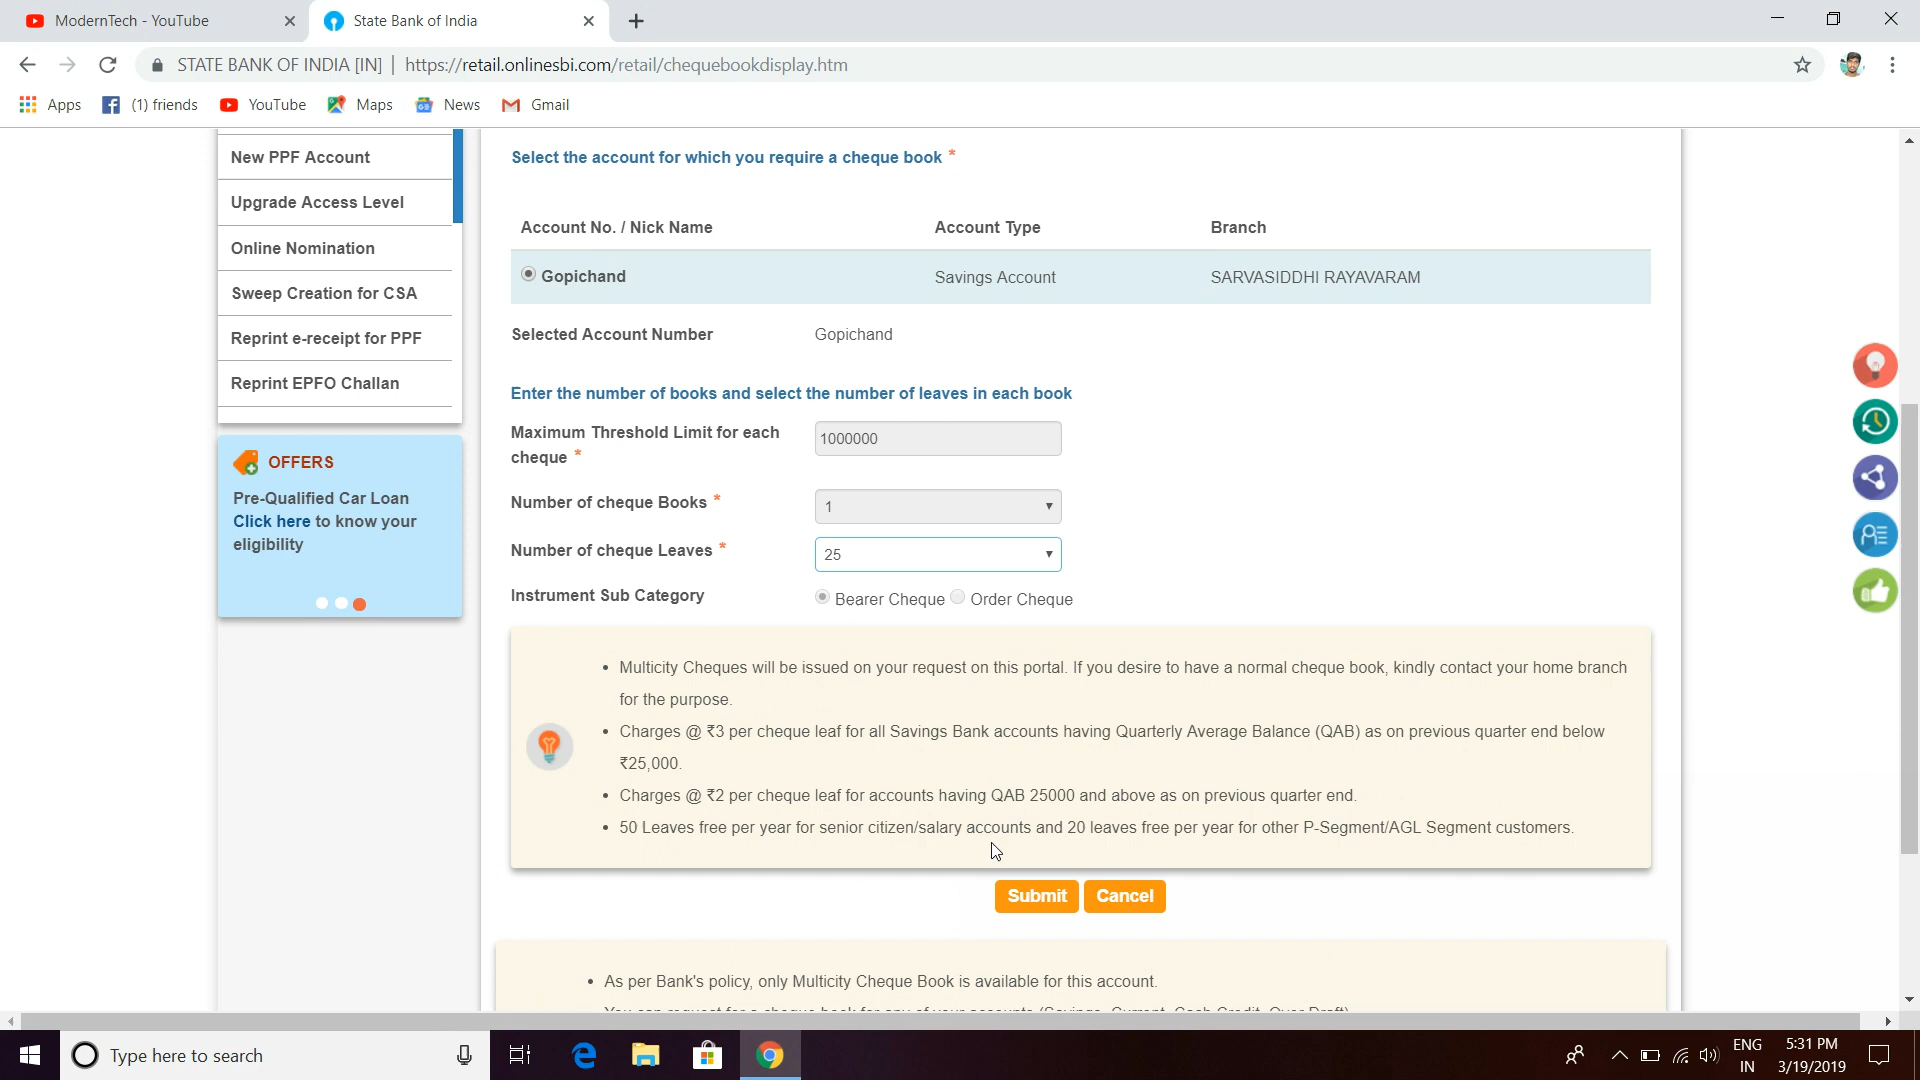 ModernTech - YouTube
State Bank of India
STATE BANK OF INDIA [IN] | https://retail.onlinesbi.com/retail/chequebookdisplay.htm
Apps
(1) friends
YouTube
Maps
News
Gmail
New PPF Account
Upgrade Access Level
Online Nomination
Sweep Creation for CSA
Reprint e-receipt for PPF
Reprint EPFO Challan
OFFERS
Pre-Qualified Car Loan
Click here to know your
eligibility
Select the account for which you require a cheque book *
Account No. / Nick Name
Account Type
Branch
Gopichand
Savings Account
SARVASIDDHI RAYAVARAM
Selected Account Number
Gopichand
Enter the number of books and select the number of leaves in each book
Maximum Threshold Limit for each
cheque *
1000000
Number of cheque Books *
1
Number of cheque Leaves *
25
Instrument Sub Category
Bearer Cheque
Order Cheque
• Multicity Cheques will be issued on your request on this portal. If you desire to have a normal cheque book, kindly contact your home branch
for the purpose.
• Charges @ ₹3 per cheque leaf for all Savings Bank accounts having Quarterly Average Balance (QAB) as on previous quarter end below
₹25,000.
• Charges @ ₹2 per cheque leaf for accounts having QAB 25000 and above as on previous quarter end.
• 50 Leaves free per year for senior citizen/salary accounts and 20 leaves free per year for other P-Segment/AGL Segment customers.
Submit
Cancel
• As per Bank's policy, only Multicity Cheque Book is available for this account.
You can request for a cheque book for any of your accounts (Savings, Current, Cash Credit, Over Draft)
Type here to search
ENG
IN
5:31 PM
3/19/2019